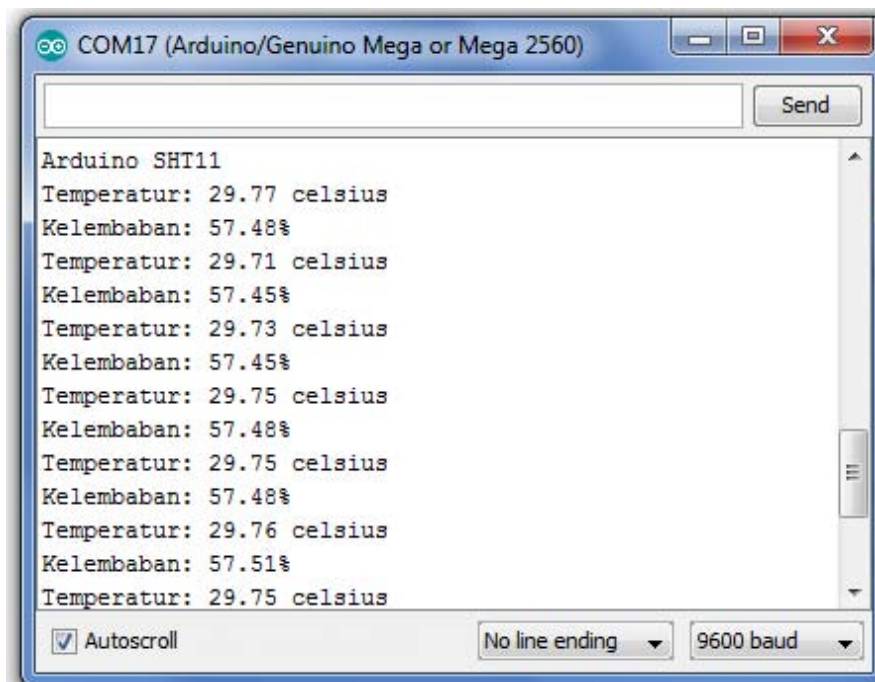 COM17 (Arduino/Genuino Mega or Mega 2560)
Send
Arduino SHT11
Temperatur: 29.77 celsius
Kelembaban: 57.48%
Temperatur: 29.71 celsius
Kelembaban: 57.45%
Temperatur: 29.73 celsius
Kelembaban: 57.45%
Temperatur: 29.75 celsius
Kelembaban: 57.48%
Temperatur: 29.75 celsius
Kelembaban: 57.48%
Temperatur: 29.76 celsius
Kelembaban: 57.51%
Temperatur: 29.75 celsius
Autoscroll No line ending 9600 baud